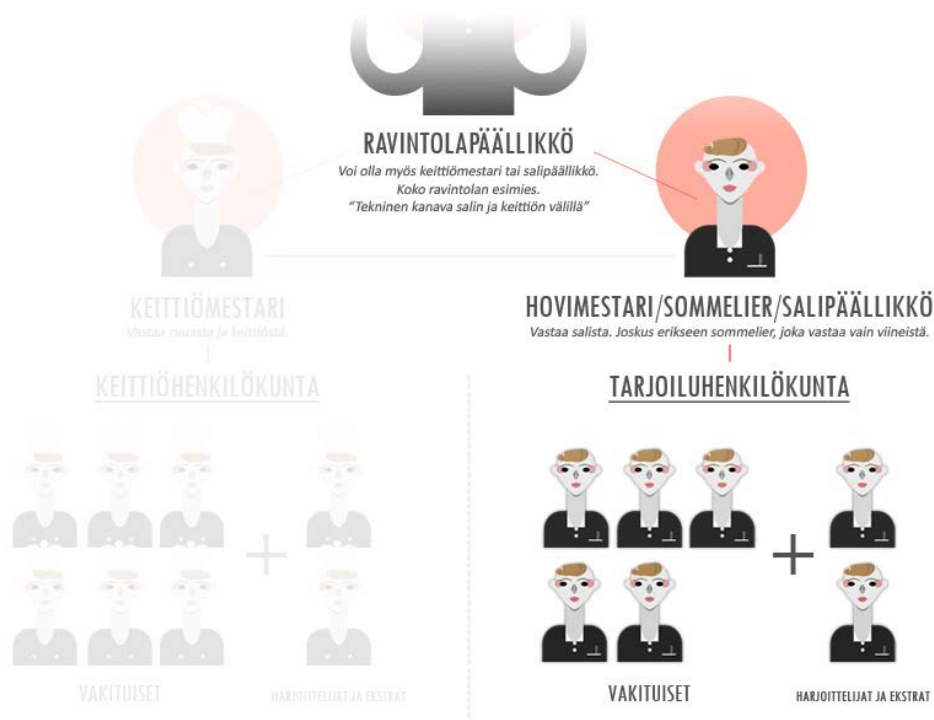 RAVINTOLAPÄÄLLIKKÖ
Voi olla myös keittiömestari tai salipäällikkö.
Koko ravintolan esimies.
“Tekninen kanava salin ja keittiön välillä”
KEITTIÖMESTARI
Vastaa ruuasta ja keittiöstä.
HOVIMESTARI/SOMMELIER/SALIPÄÄLLIKKÖ
Vastaa salista. Joskus erikseen sommelier, joka vastaa vain viineistä.
KEITTIÖHENKILÖKUNTA
TARJOILUHENKILÖKUNTA
VAKITUISET
HARJOITTELIJAT JA EKSTRAT
VAKITUISET
HARJOITTELIJAT JA EKSTRAT